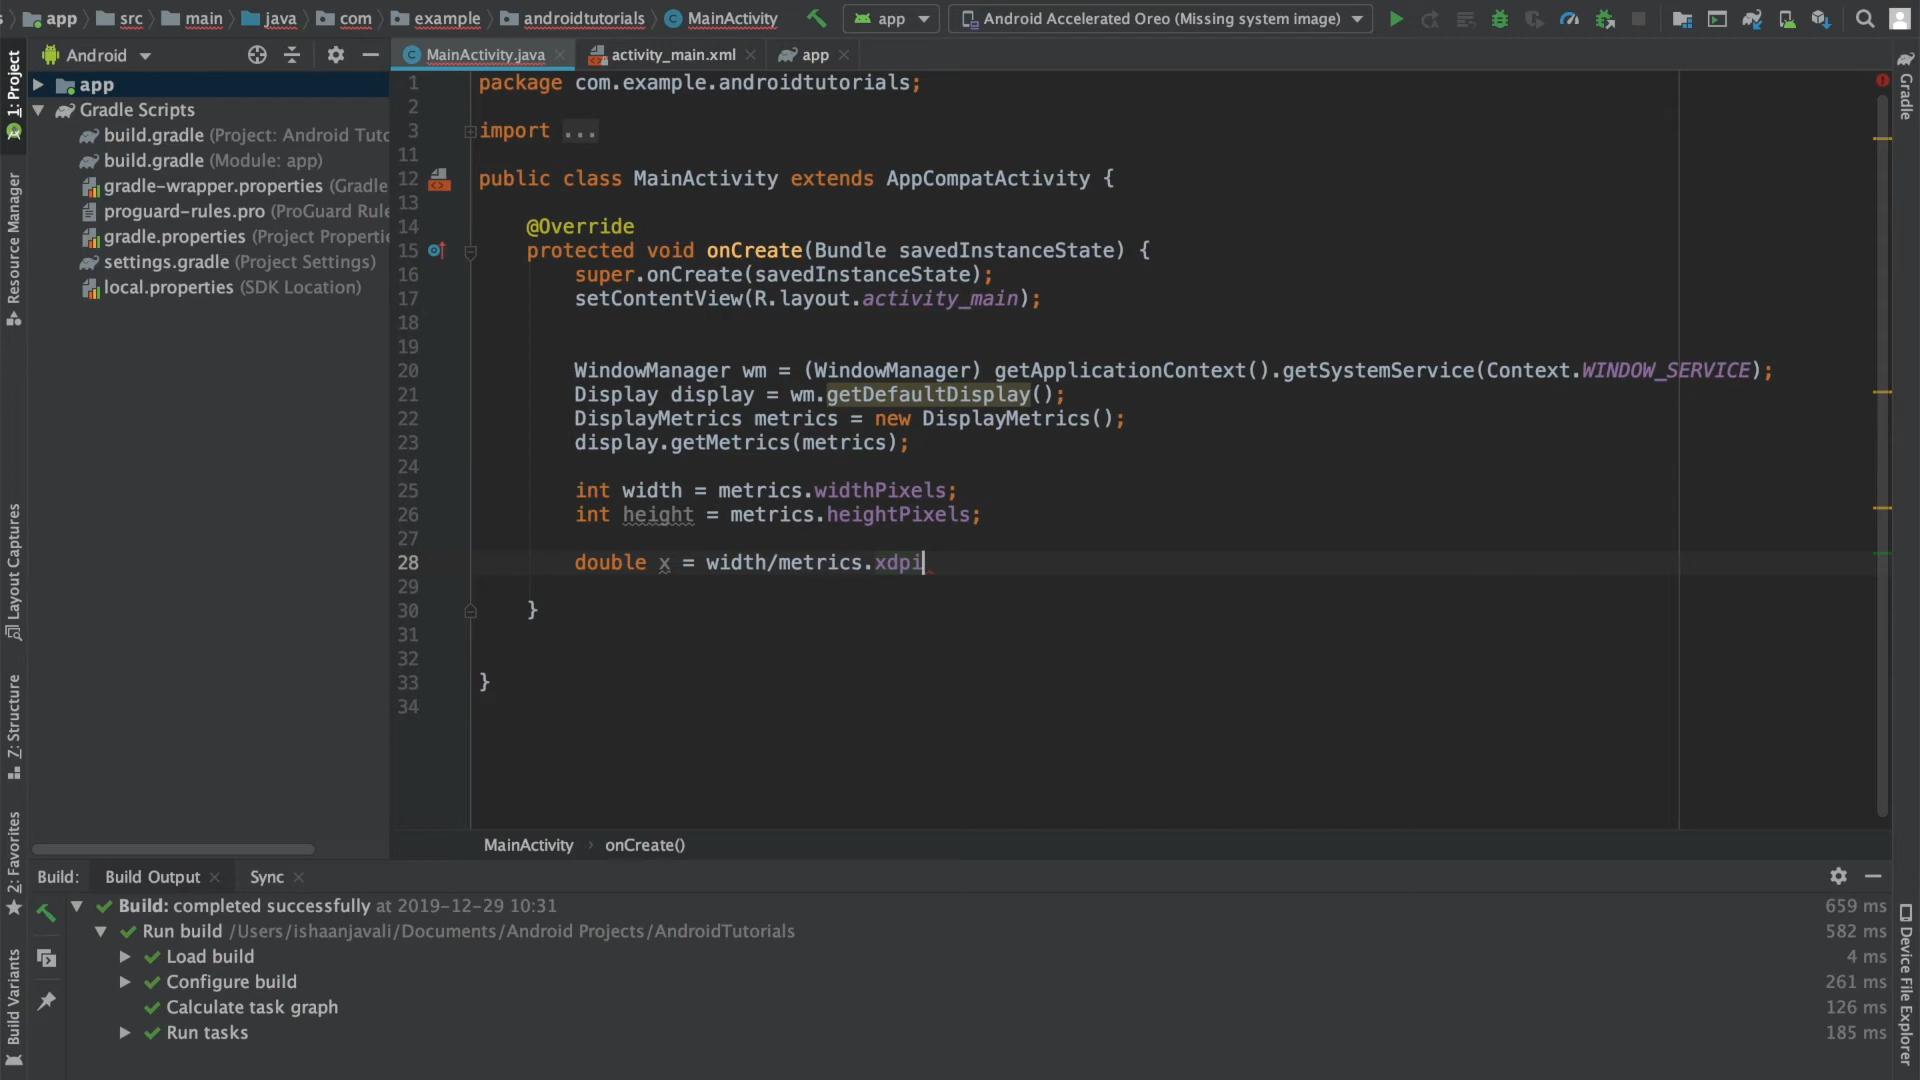 app src main java com example androidtutorials MainActivity app Android Accelerated Oreo (Missing system image)
Android
MainActivity.java activity_main.xml app
app
Gradle Scripts
build.gradle (Project: Android Tuto
build.gradle (Module: app)
gradle-wrapper.properties (Gradle
proguard-rules.pro (ProGuard Rule
gradle.properties (Project Properti
settings.gradle (Project Settings)
local.properties (SDK Location)
1: Project
Resource Manager
Layout Captures
Z: Structure
2: Favorites
Build Variants
1 package com.example.androidtutorials;
2
3 import ...
11
12 public class MainActivity extends AppCompatActivity {
13
14 @Override
15 protected void onCreate(Bundle savedInstanceState) {
16 super.onCreate(savedInstanceState);
17 setContentView(R.layout.activity_main);
18
19
20 WindowManager wm = (WindowManager) getApplicationContext().getSystemService(Context.WINDOW_SERVICE);
21 Display display = wm.getDefaultDisplay();
22 DisplayMetrics metrics = new DisplayMetrics();
23 display.getMetrics(metrics);
24
25 int width = metrics.widthPixels;
26 int height = metrics.heightPixels;
27
28 double x = width/metrics.xdpi
29
30 }
31
32
33 }
34
MainActivity › onCreate()
Gradle
Device File Explorer
Build: Build Output Sync
Build: completed successfully at 2019-12-29 10:31 659 ms
Run build /Users/ishaanjavali/Documents/Android Projects/AndroidTutorials 582 ms
Load build 4 ms
Configure build 261 ms
Calculate task graph 126 ms
Run tasks 185 ms